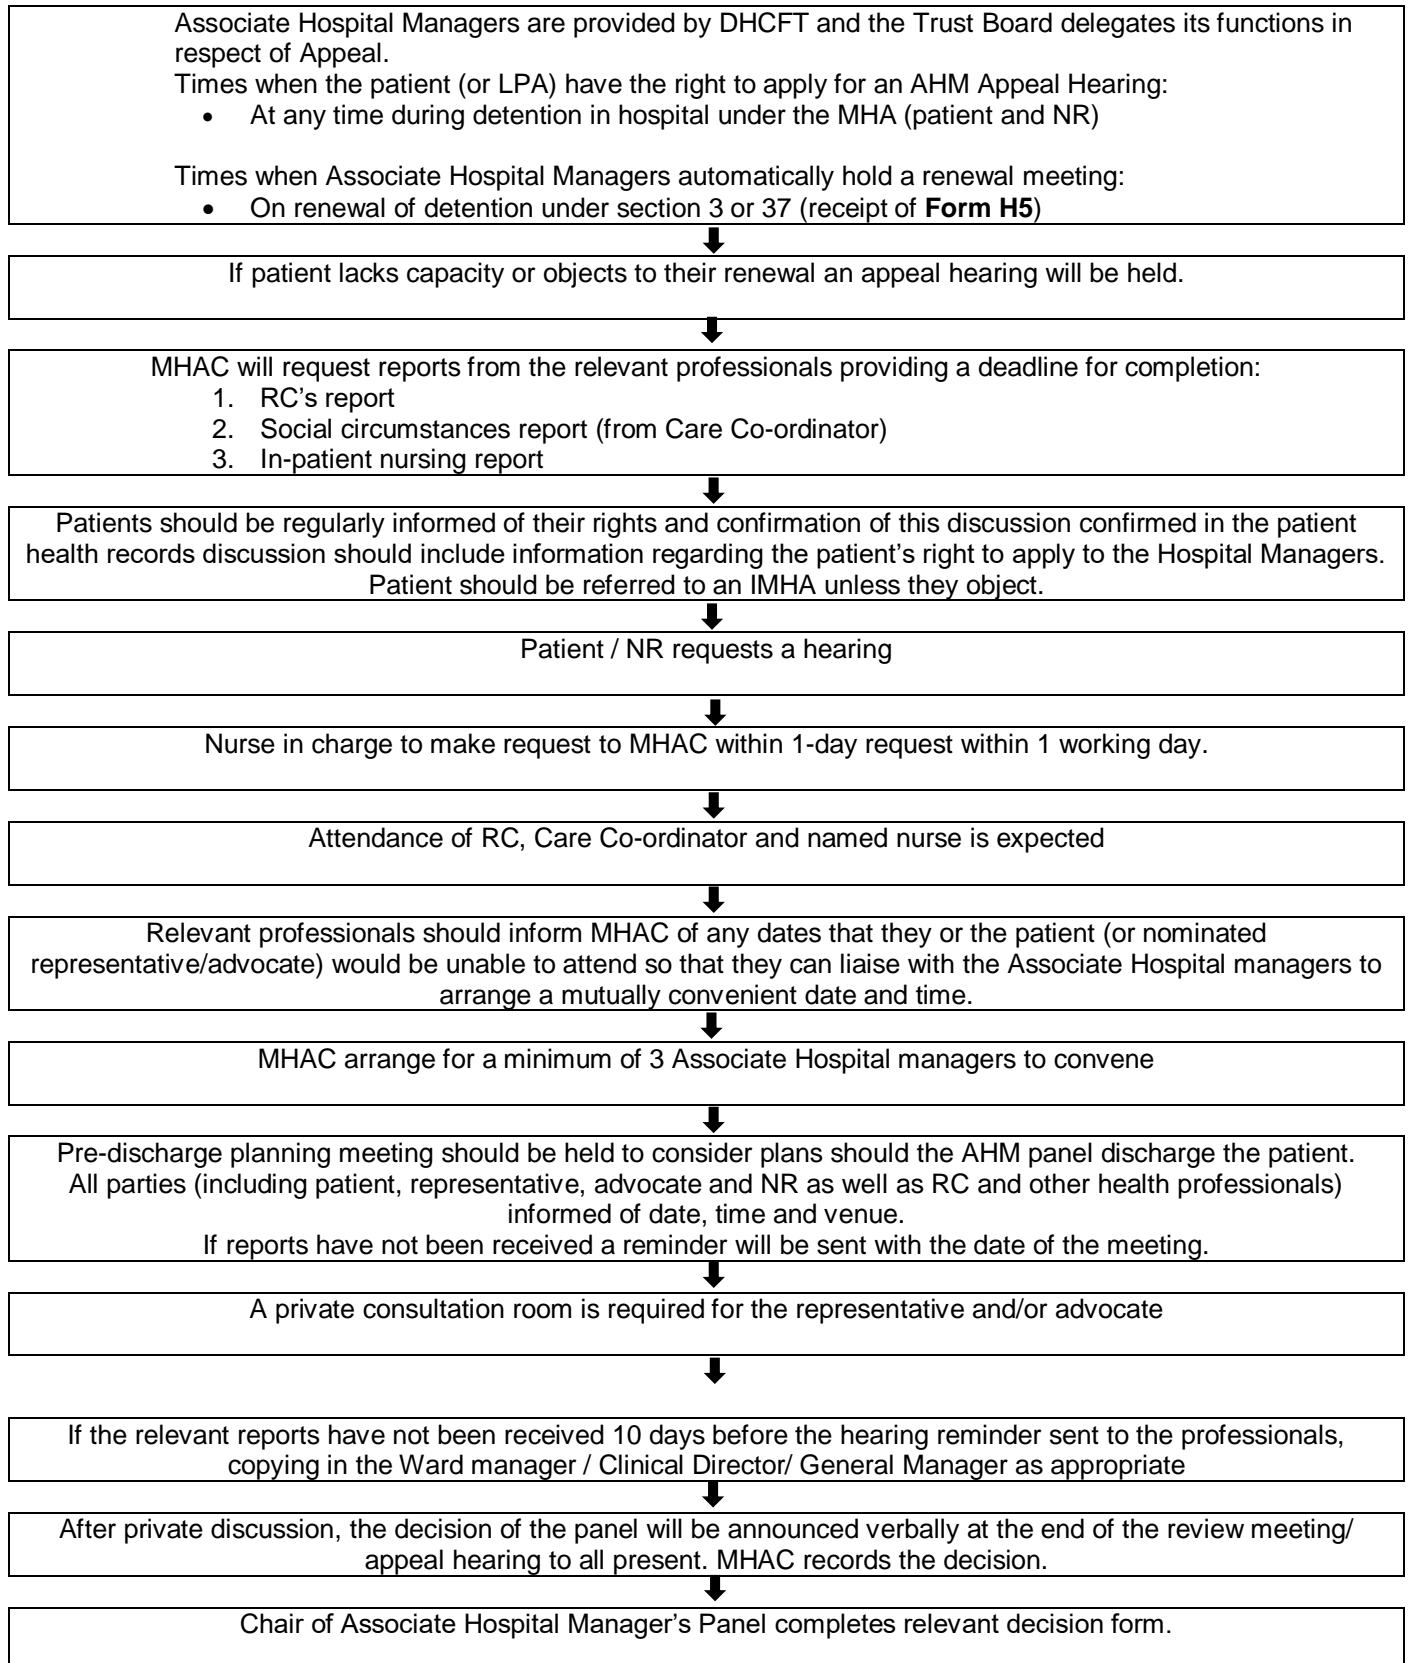 Associate Hospital Managers are provided by DHCFT and the Trust Board delegates its functions in
respect of Appeal.
Times when the patient (or LPA) have the right to apply for an AHM Appeal Hearing:
• At any time during detention in hospital under the MHA (patient and NR)
Times when Associate Hospital Managers automatically hold a renewal meeting:
• On renewal of detention under section 3 or 37 (receipt of Form H5)
If patient lacks capacity or objects to their renewal an appeal hearing will be held.
MHAC will request reports from the relevant professionals providing a deadline for completion:
1. RC's report
2. Social circumstances report (from Care Co-ordinator)
3. In-patient nursing report
Patients should be regularly informed of their rights and confirmation of this discussion confirmed in the patient
health records discussion should include information regarding the patient's right to apply to the Hospital Managers.
Patient should be referred to an IMHA unless they object.
Patient / NR requests a hearing
Nurse in charge to make request to MHAC within 1-day request within 1 working day.
Attendance of RC, Care Co-ordinator and named nurse is expected
Relevant professionals should inform MHAC of any dates that they or the patient (or nominated
representative/advocate) would be unable to attend so that they can liaise with the Associate Hospital managers to
arrange a mutually convenient date and time.
MHAC arrange for a minimum of 3 Associate Hospital managers to convene
Pre-discharge planning meeting should be held to consider plans should the AHM panel discharge the patient.
All parties (including patient, representative, advocate and NR as well as RC and other health professionals)
informed of date, time and venue.
If reports have not been received a reminder will be sent with the date of the meeting.
A private consultation room is required for the representative and/or advocate
If the relevant reports have not been received 10 days before the hearing reminder sent to the professionals,
copying in the Ward manager / Clinical Director/ General Manager as appropriate
After private discussion, the decision of the panel will be announced verbally at the end of the review meeting/
appeal hearing to all present. MHAC records the decision.
Chair of Associate Hospital Manager's Panel completes relevant decision form.